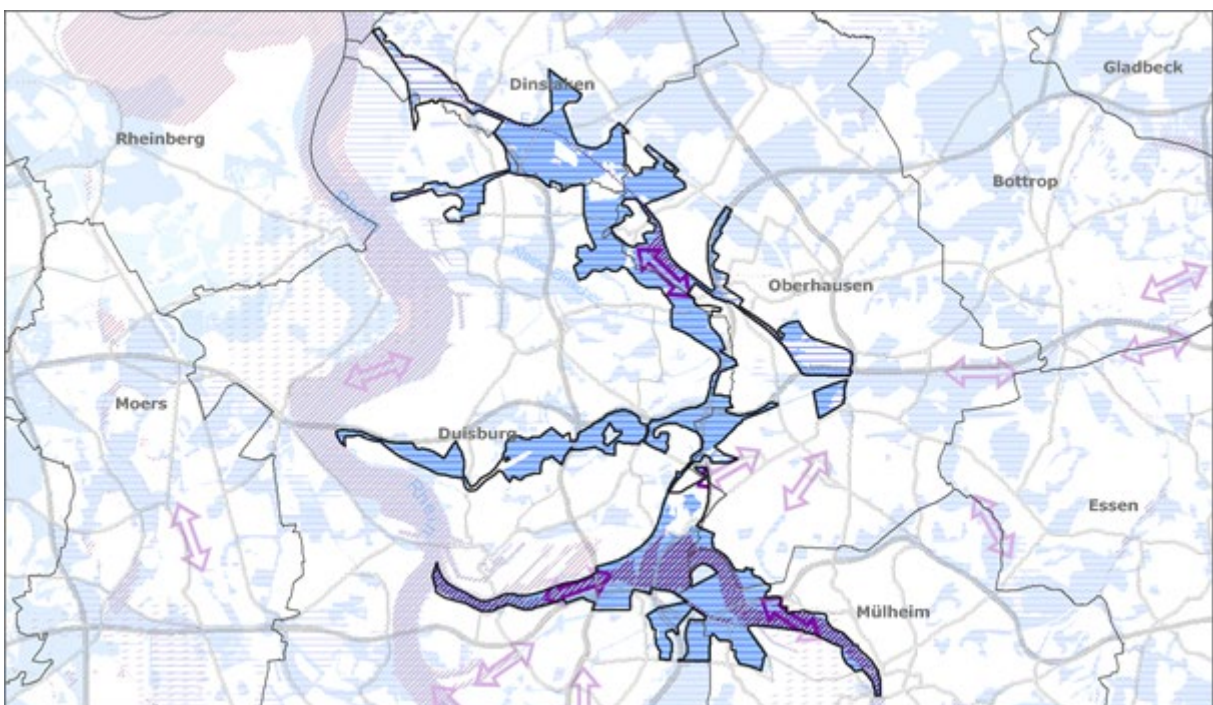 Gladbeck
Dinslaken
Rheinberg
Bottrop
Oberhausen
Moers
Duisburg
Essen
Mülheim